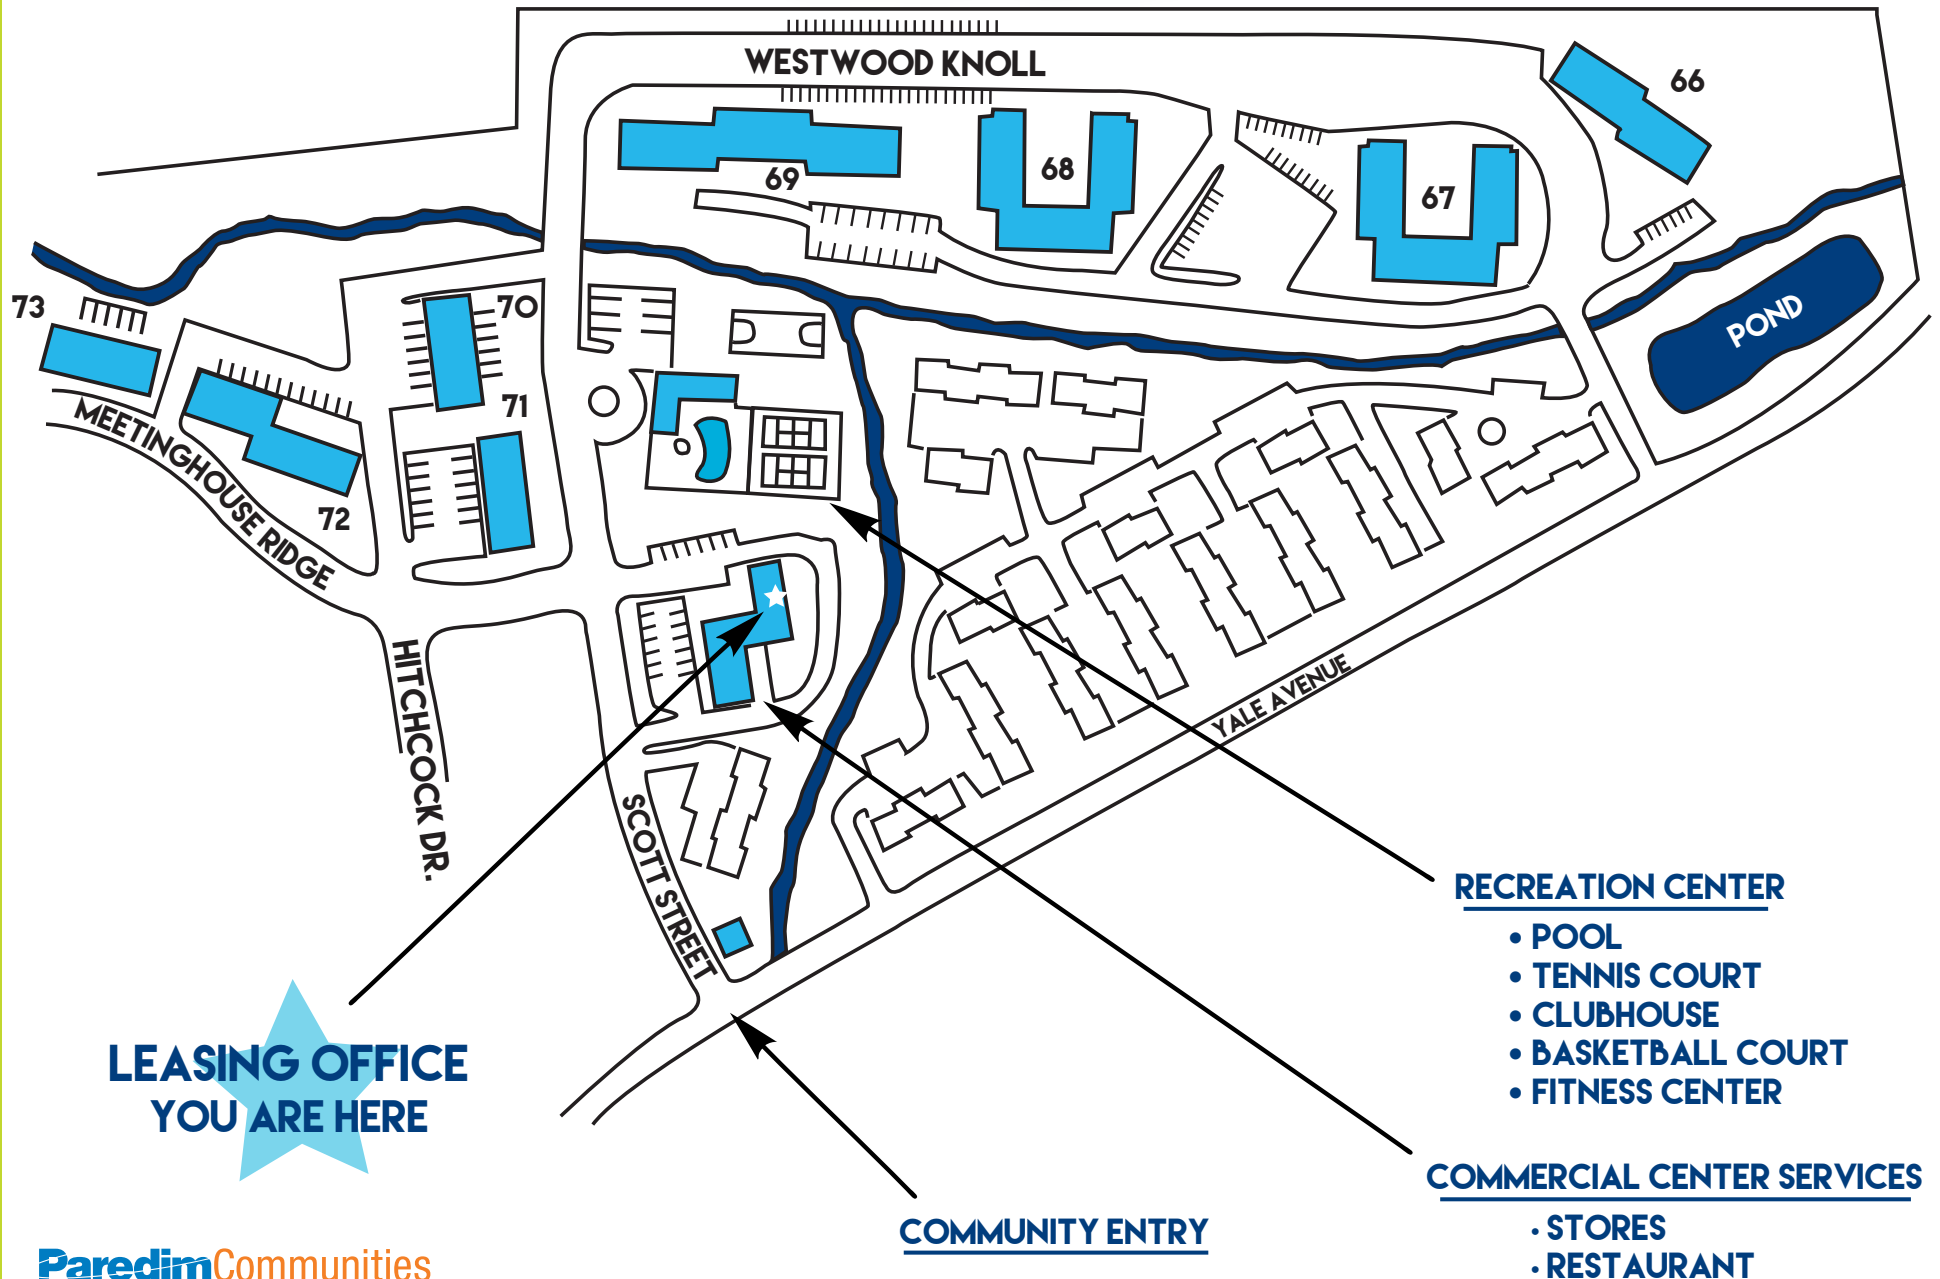 WESTWOOD KNOLL
66
69
68
67
73
70
POND
71
MEETINGHOUSE RIDGE
72
HITCHCOCK DR.
YALE AVENUE
SCOTT STREET
RECREATION CENTER
• POOL
• TENNIS COURT
• CLUBHOUSE
• BASKETBALL COURT
• FITNESS CENTER
LEASING OFFICE
YOU ARE HERE
COMMERCIAL CENTER SERVICES
• STORES
• RESTAURANT
COMMUNITY ENTRY
ParedimCommunities